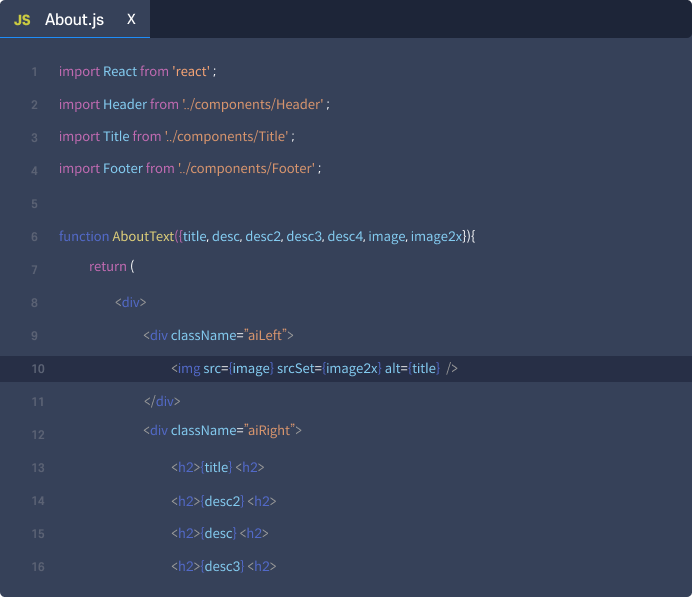 JS About.js X
1 import React from 'react' ;
2 import Header from '../components/Header' ;
3 import Title from '../components/Title' ;
4 import Footer from '../components/Footer' ;
5
6 function AboutText({title, desc, desc2, desc3, desc4, image, image2x}){
7 return (
8 <div>
9 <div className="aiLeft">
10 <img src={image} srcSet={image2x} alt={title} />
11 </div>
12 <div className="aiRight">
13 <h2>{title} <h2>
14 <h2>{desc2} <h2>
15 <h2>{desc} <h2>
16 <h2>{desc3} <h2>